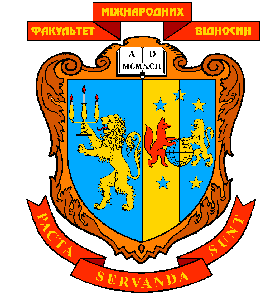 МІЖНАРОДНИХ
ФАКУЛЬТЕТ ВІДНОСИН
A D
MCMXCII
PACTA SERVANDA SUNT